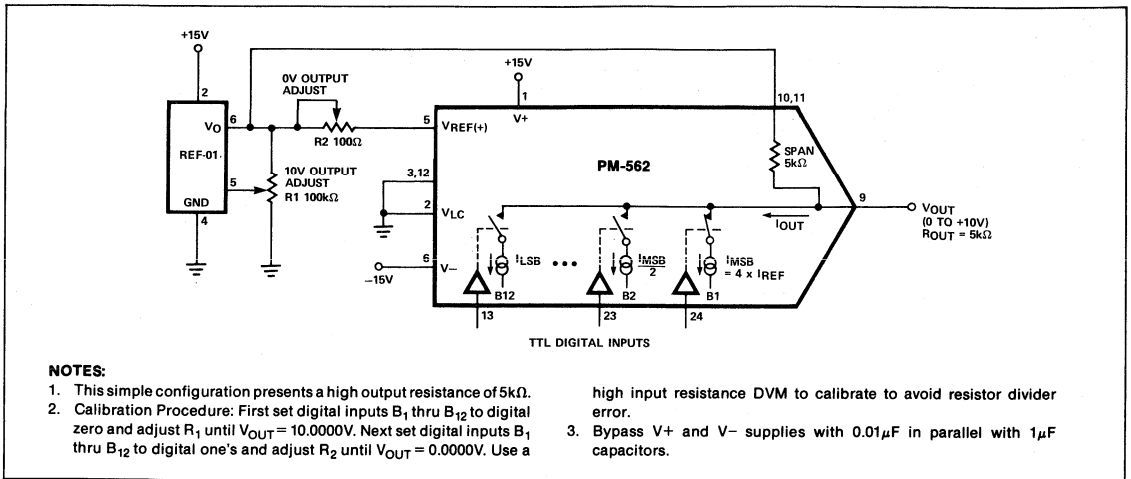 +15V
2
VO
6
REF-01
5
GND
4
0V OUTPUT
ADJUST
R2 100Ω
10V OUTPUT
ADJUST
R1 100kΩ
+15V
1
V+
10,11
5
VREF(+)
PM-562
SPAN
5kΩ
3,12
2
VLC
6
V−
−15V
9
VOUT
(0 TO +10V)
ROUT = 5kΩ
IOUT
ILSB
•••
IMSB
2
IMSB
= 4 x IREF
B12
B2
B1
13
23
24
TTL DIGITAL INPUTS
NOTES:
1. This simple configuration presents a high output resistance of 5kΩ.
2. Calibration Procedure: First set digital inputs B1 thru B12 to digital
zero and adjust R1 until VOUT = 10.0000V. Next set digital inputs B1
thru B12 to digital one's and adjust R2 until VOUT = 0.0000V. Use a
high input resistance DVM to calibrate to avoid resistor divider
error.
3. Bypass V+ and V− supplies with 0.01μF in parallel with 1μF
capacitors.